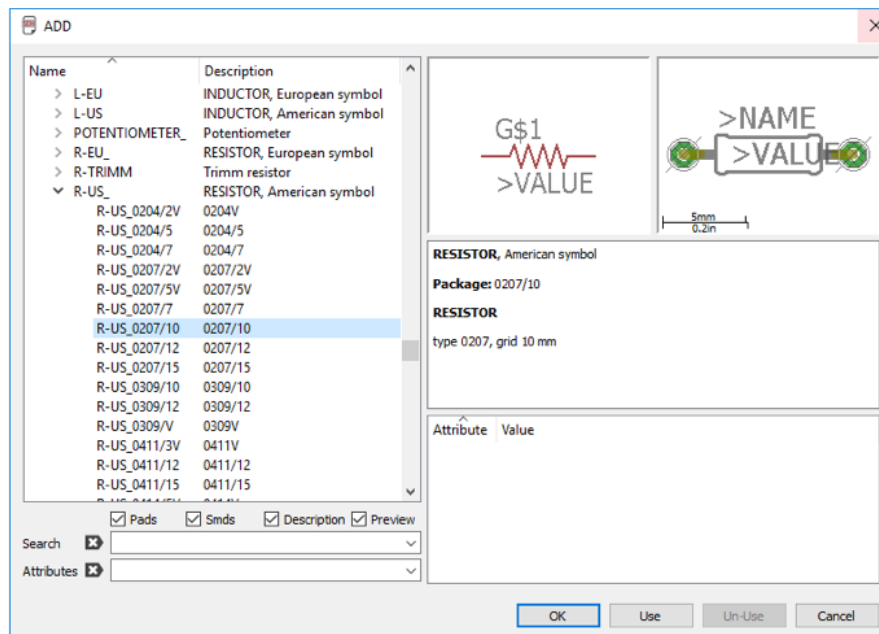 ADD
Name Description
L-EU INDUCTOR, European symbol
L-US INDUCTOR, American symbol
POTENTIOMETER_ Potentiometer
R-EU_ RESISTOR, European symbol
R-TRIMM Trimm resistor
R-US_ RESISTOR, American symbol
R-US_0204/2V 0204V
R-US_0204/5 0204/5
R-US_0204/7 0204/7
R-US_0207/2V 0207/2V
R-US_0207/5V 0207/5V
R-US_0207/7 0207/7
R-US_0207/10 0207/10
R-US_0207/12 0207/12
R-US_0207/15 0207/15
R-US_0309/10 0309/10
R-US_0309/12 0309/12
R-US_0309/V 0309V
R-US_0411/3V 0411V
R-US_0411/12 0411/12
R-US_0411/15 0411/15
Pads Smds Description Preview
Search
Attributes
G$1
>VALUE
>NAME
>VALUE
5mm
0.2in
RESISTOR, American symbol
Package: 0207/10
RESISTOR
type 0207, grid 10 mm
Attribute Value
OK Use Un-Use Cancel